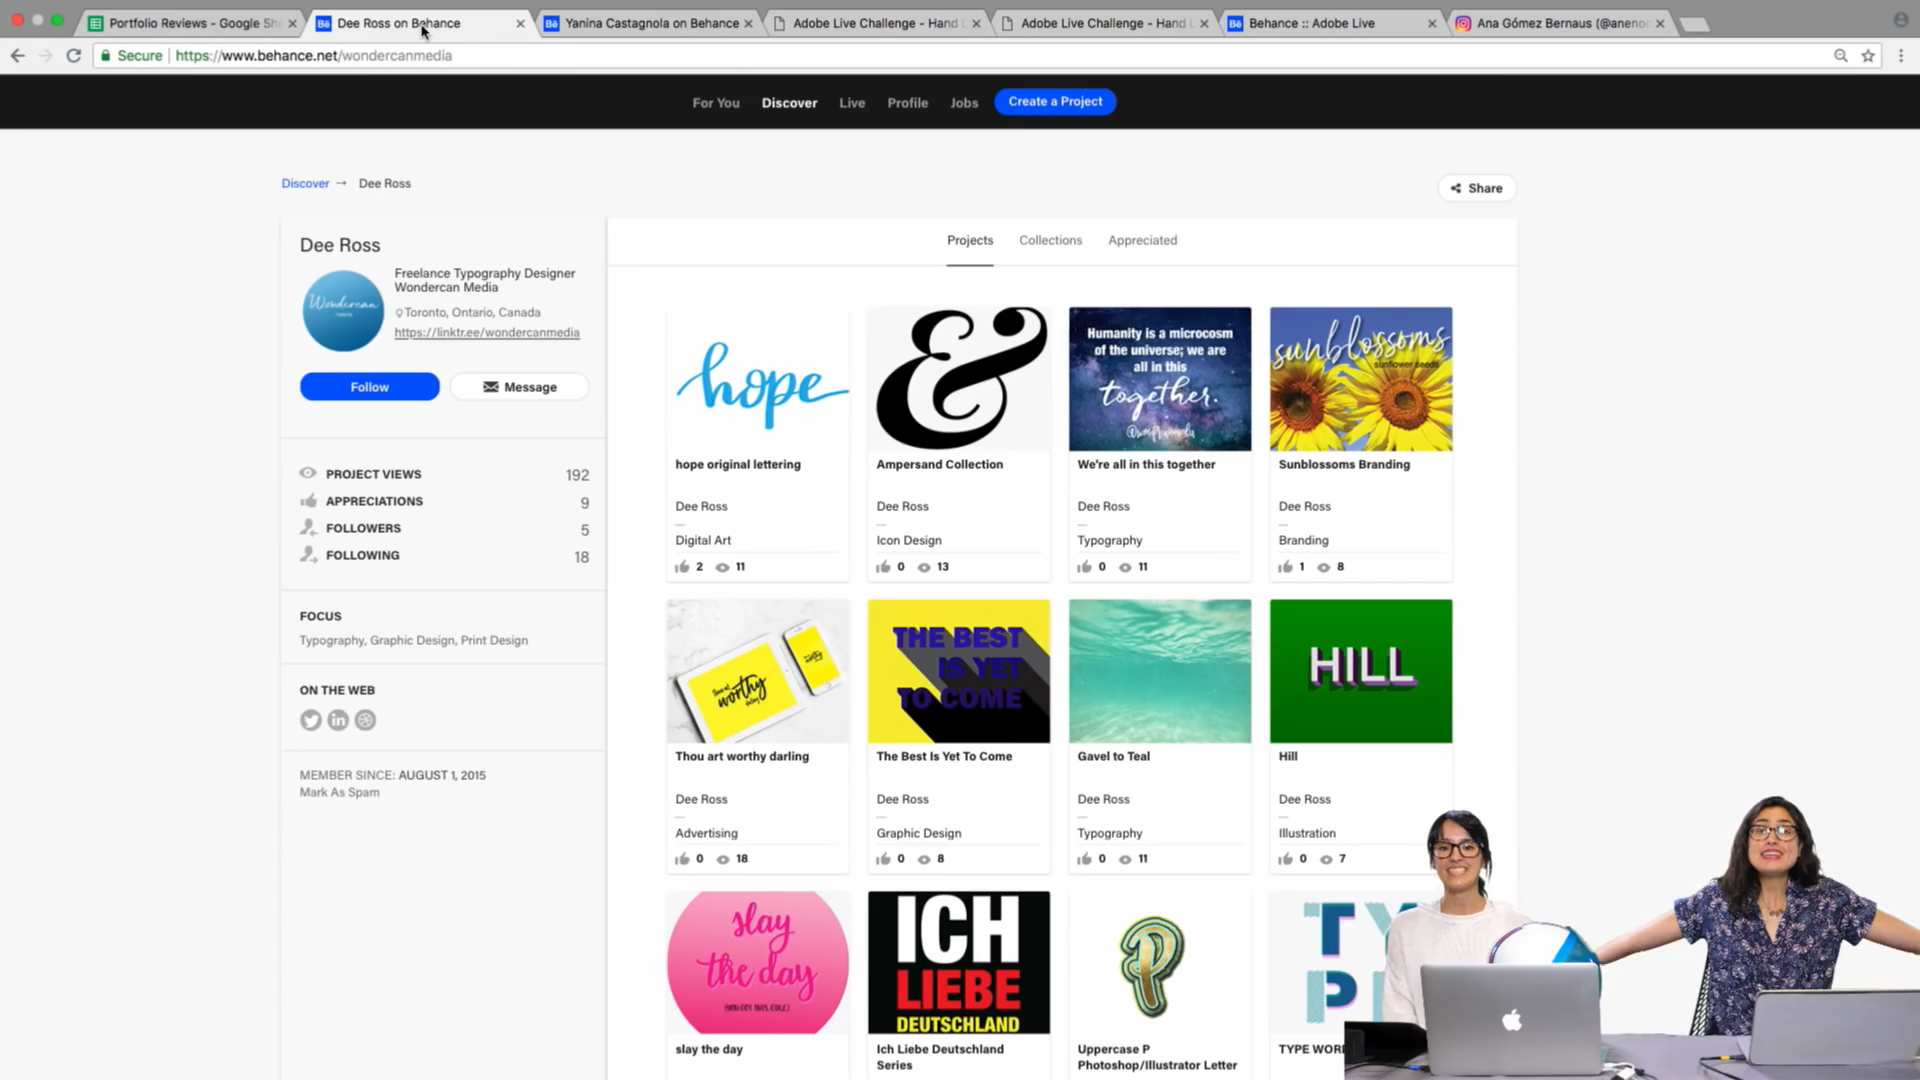 Portfolio Reviews - Google She
Dee Ross on Behance
Yanina Castagnola on Behance
Adobe Live Challenge - Hand L
Adobe Live Challenge - Hand L
Behance :: Adobe Live
Ana Gómez Bernaus (@aneno
Secure
https://www.behance.net/wondercanmedia
For You
Discover
Live
Profile
Jobs
Create a Project
Discover → Dee Ross
Share
Dee Ross
Wondercan
Freelance Typography Designer
Wondercan Media
Toronto, Ontario, Canada
https://linktr.ee/wondercanmedia
Follow
Message
PROJECT VIEWS 192
APPRECIATIONS 9
FOLLOWERS 5
FOLLOWING 18
FOCUS
Typography, Graphic Design, Print Design
ON THE WEB
MEMBER SINCE: AUGUST 1, 2015
Mark As Spam
Projects
Collections
Appreciated
hope
&
Humanity is a microcosm
of the universe; we are
all in this
together.
sunblossoms
sunflower seeds
hope original lettering
Ampersand Collection
We're all in this together
Sunblossoms Branding
Dee Ross
Dee Ross
Dee Ross
Dee Ross
Digital Art
Icon Design
Typography
Branding
2 11
0 13
0 11
1 8
worthy
THE BEST
IS YET
TO COME
HILL
Thou art worthy darling
The Best Is Yet To Come
Gavel to Teal
Hill
Dee Ross
Dee Ross
Dee Ross
Dee Ross
Advertising
Graphic Design
Typography
Illustration
0 18
0 8
0 11
0 7
slay
the day
ICH
LIEBE
DEUTSCHLAND
P
TY
P
slay the day
Ich Liebe Deutschland
Series
Uppercase P
Photoshop/Illustrator Letter
TYPE WOR